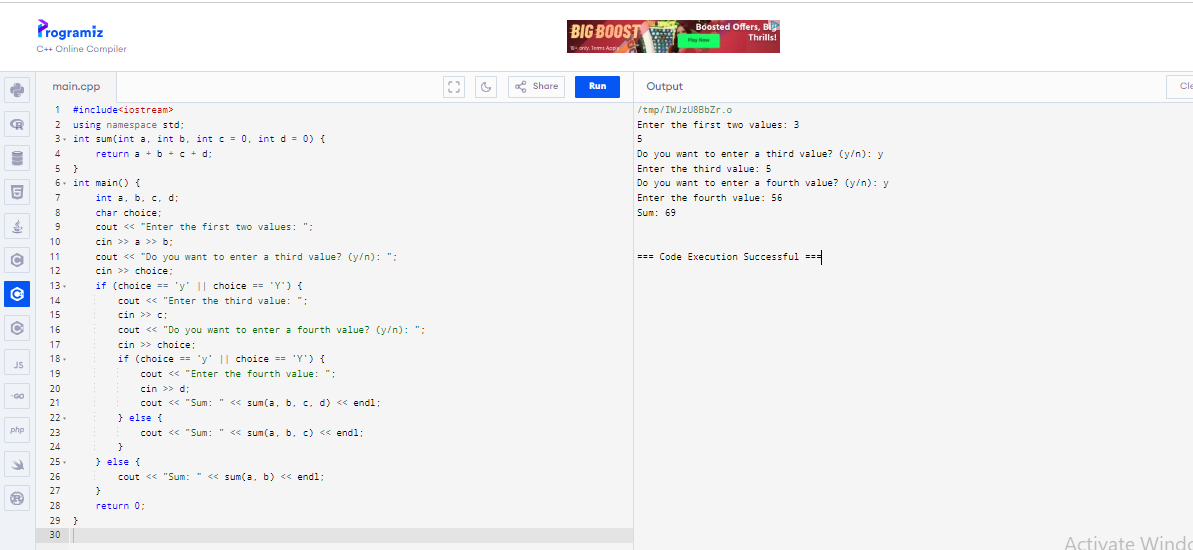 Programiz
C++ Online Compiler
BIG BOOST
18+ only. Terms Apply
Boosted Offers, Big
Thrills!
Play Now
main.cpp
Share
Run
Output
Cle
1 #include<iostream>
2 using namespace std;
3 int sum(int a, int b, int c = 0, int d = 0) {
4 return a + b + c + d;
5 }
6 int main() {
7 int a, b, c, d;
8 char choice;
9 cout << "Enter the first two values: ";
10 cin >> a >> b;
11 cout << "Do you want to enter a third value? (y/n): ";
12 cin >> choice;
13 if (choice == 'y' || choice == 'Y') {
14 cout << "Enter the third value: ";
15 cin >> c;
16 cout << "Do you want to enter a fourth value? (y/n): ";
17 cin >> choice;
18 if (choice == 'y' || choice == 'Y') {
19 cout << "Enter the fourth value: ";
20 cin >> d;
21 cout << "Sum: " << sum(a, b, c, d) << endl;
22 } else {
23 cout << "Sum: " << sum(a, b, c) << endl;
24 }
25 } else {
26 cout << "Sum: " << sum(a, b) << endl;
27 }
28 return 0;
29 }
30
JS
-GO
php
/tmp/IWJzU8BbZr.o
Enter the first two values: 3
5
Do you want to enter a third value? (y/n): y
Enter the third value: 5
Do you want to enter a fourth value? (y/n): y
Enter the fourth value: 56
Sum: 69
=== Code Execution Successful ===
Activate Windo